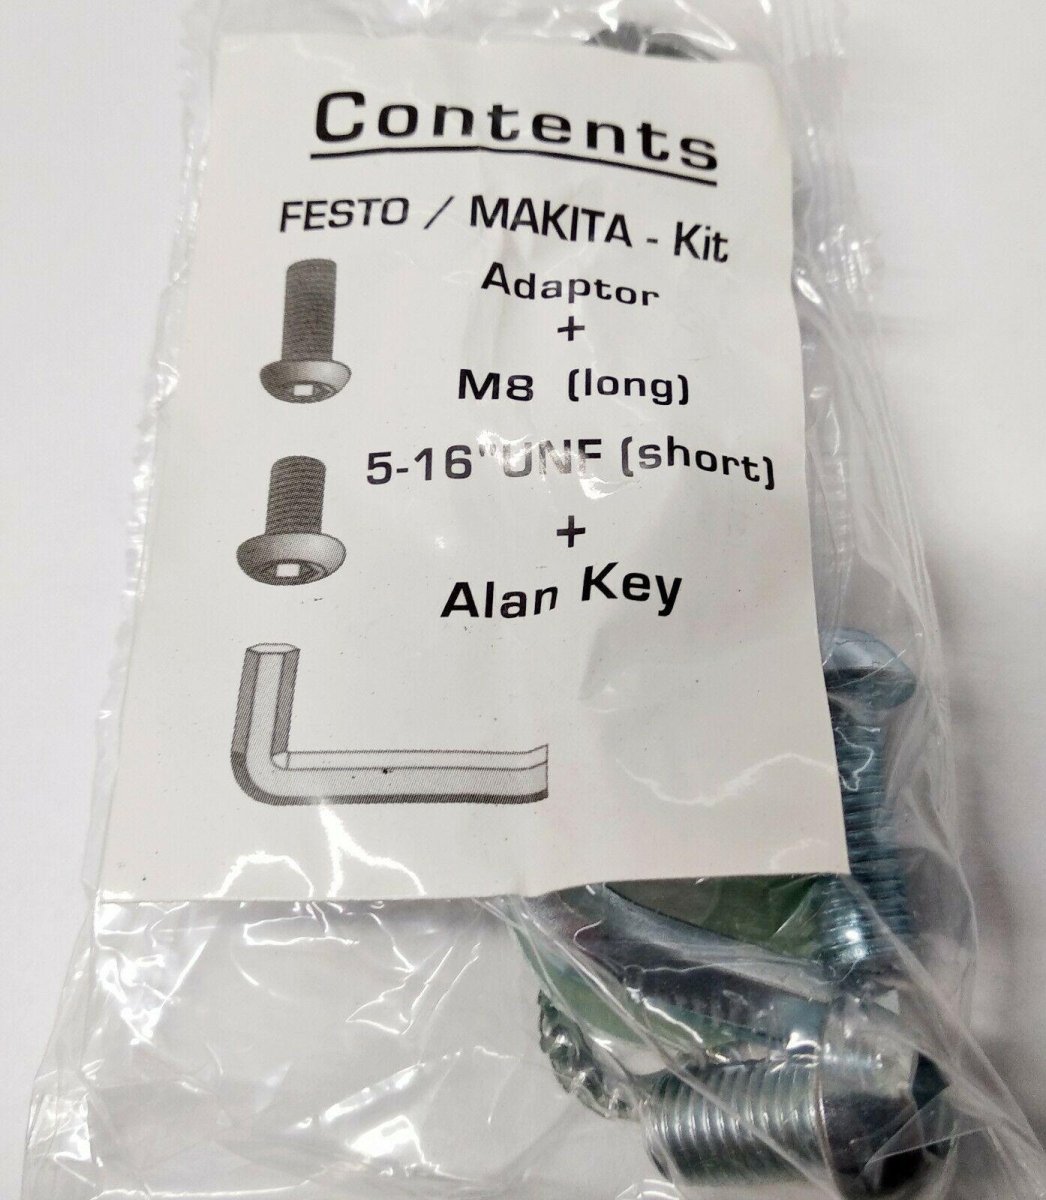 Contents
FESTO / MAKITA - Kit
Adaptor
+
M8 (long)
5-16" UNF (short)
+
Alan Key